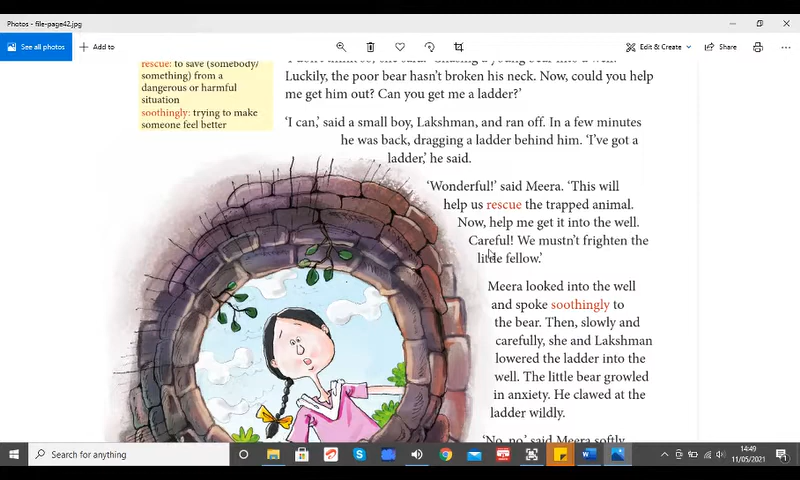 Photos - file-page42.jpg
See all photos
Add to
Edit & Create
Share
rescue: to save (somebody/
something) from a
dangerous or harmful
situation
soothingly: trying to make
someone feel better
Luckily, the poor bear hasn't broken his neck. Now, could you help
me get him out? Can you get me a ladder?'
'I can,' said a small boy, Lakshman, and ran off. In a few minutes
he was back, dragging a ladder behind him. 'I've got a
ladder,' he said.
'Wonderful!' said Meera. 'This will
help us rescue the trapped animal.
Now, help me get it into the well.
Careful! We mustn't frighten the
little fellow.'
Meera looked into the well
and spoke soothingly to
the bear. Then, slowly and
carefully, she and Lakshman
lowered the ladder into the
well. The little bear growled
in anxiety. He clawed at the
ladder wildly.
'No, no,' said Meera softly.
Search for anything
14:49
11/05/2021